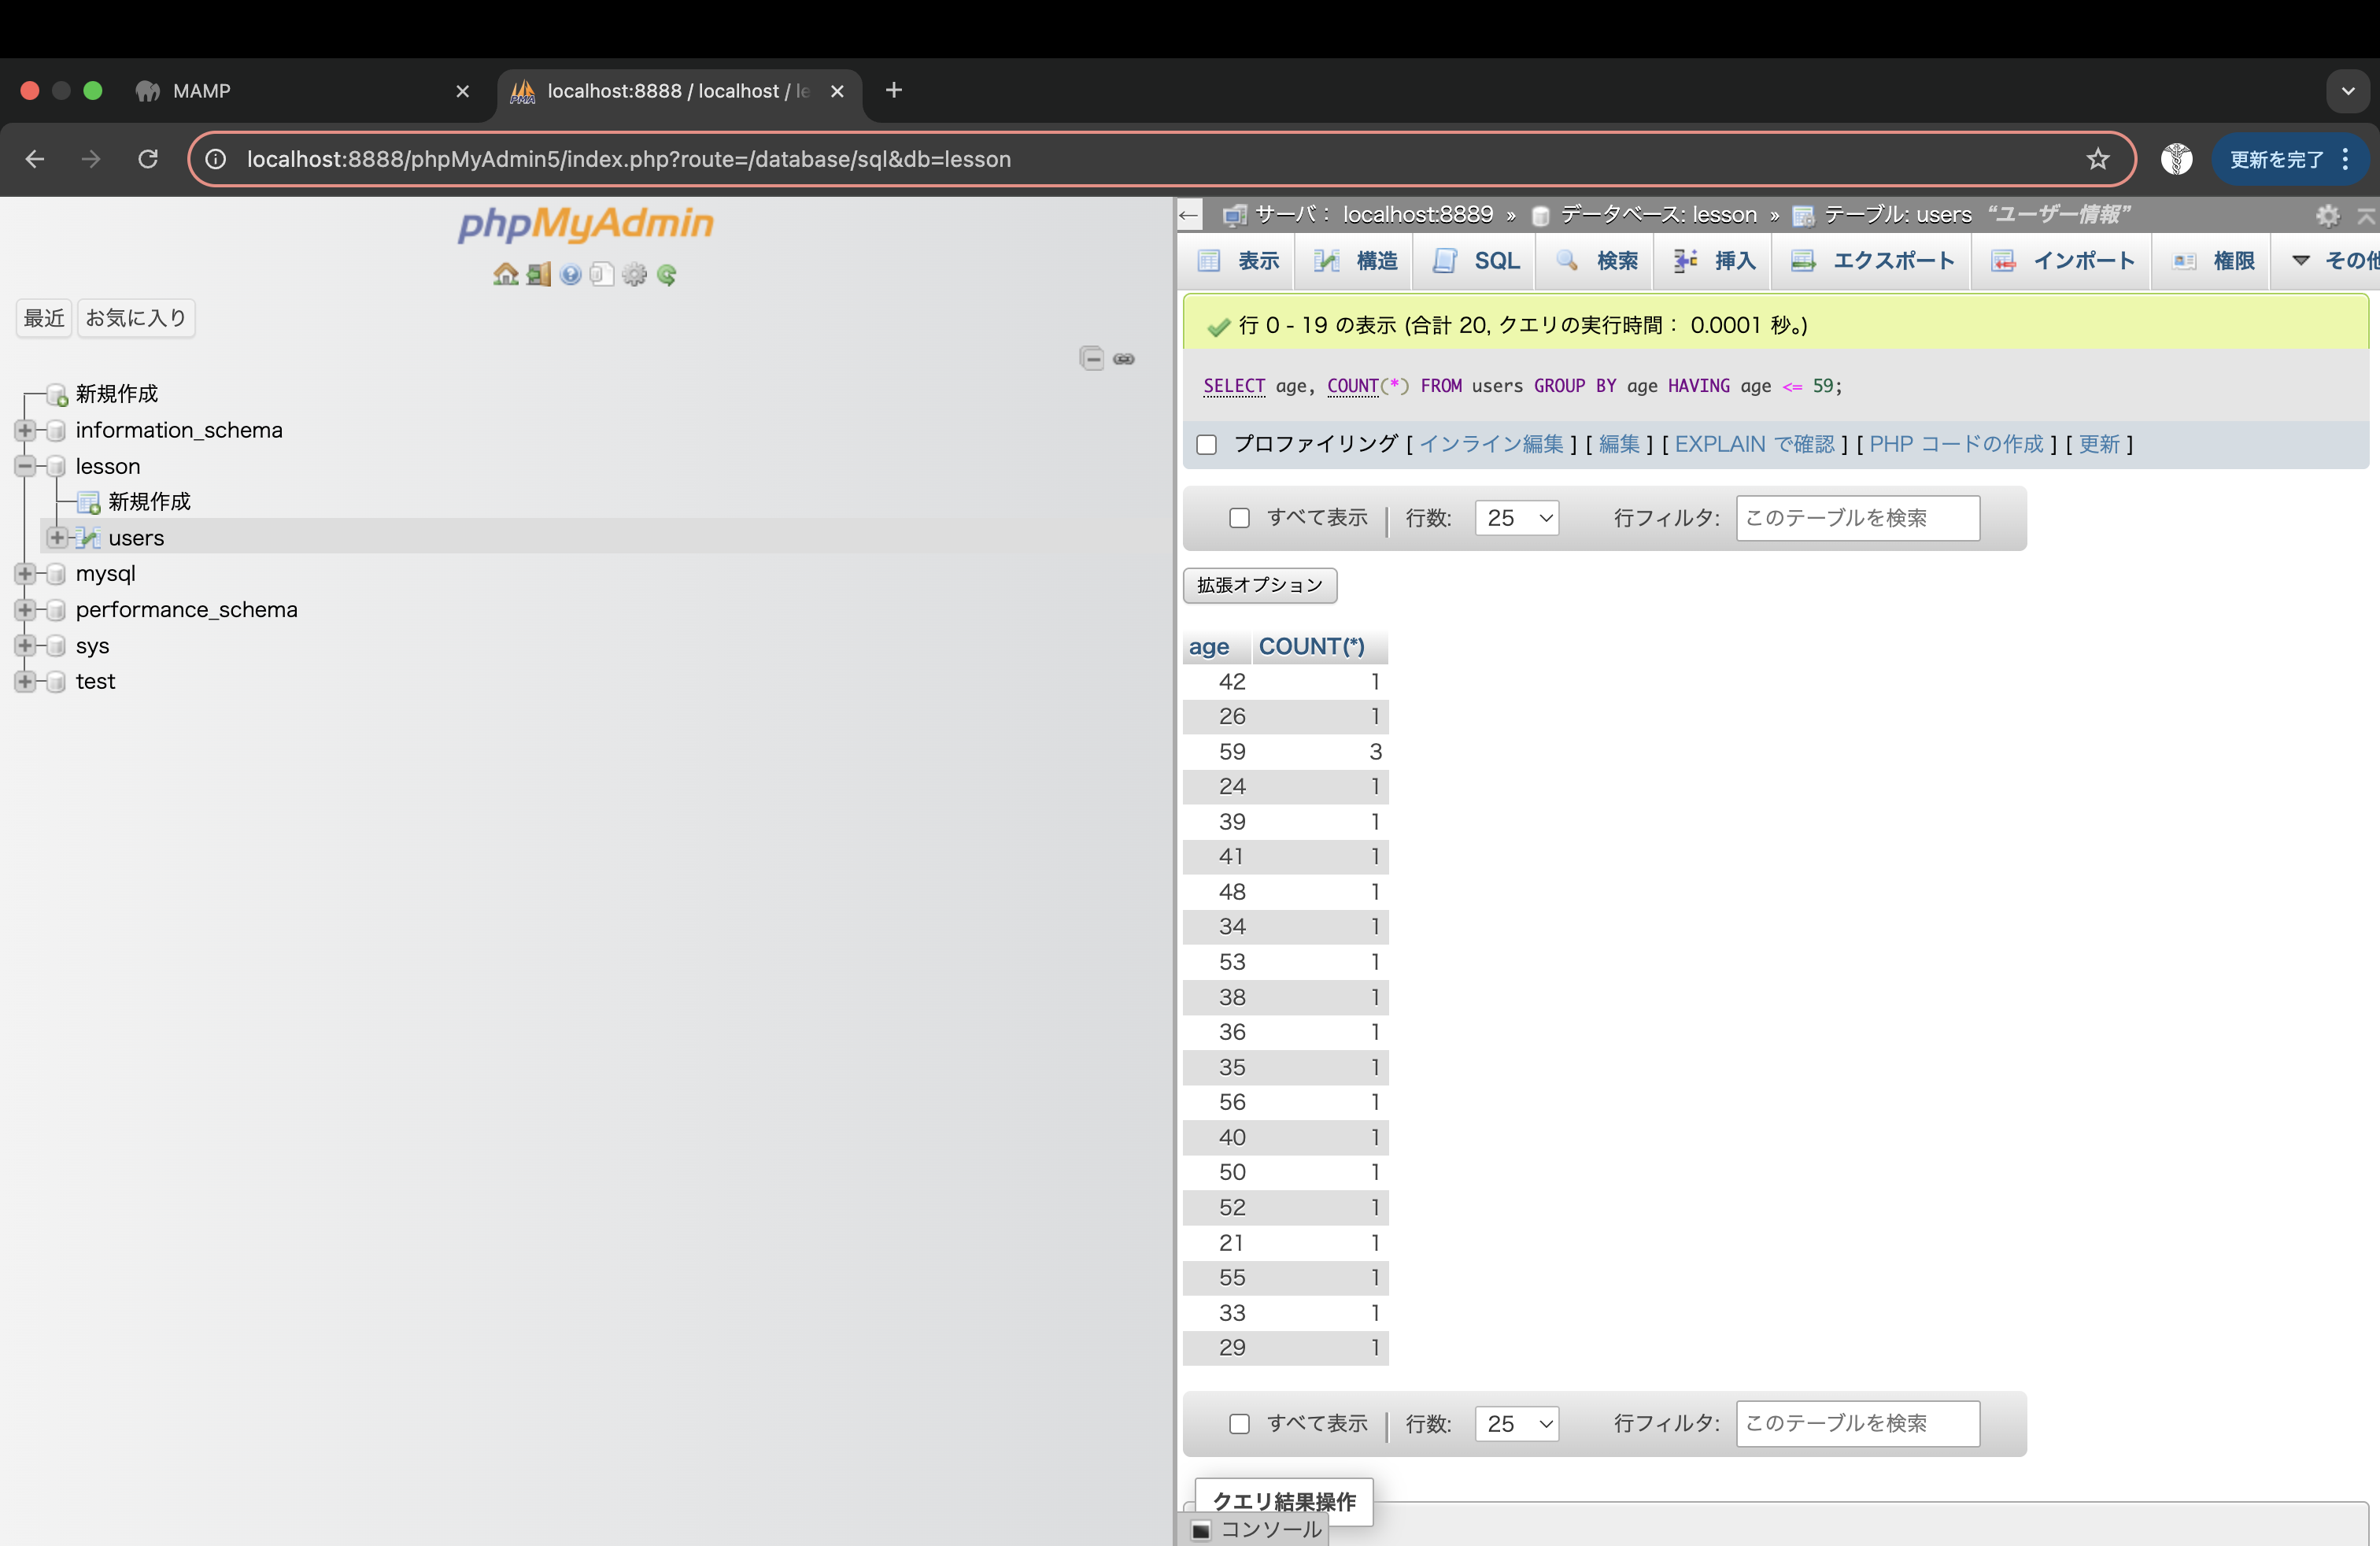 MAMP
localhost:8888 / localhost / le
localhost:8888/phpMyAdmin5/index.php?route=/database/sql&db=lesson
更新を完了
phpMyAdmin
最近 お気に入り
新規作成
information_schema
lesson
新規作成
users
mysql
performance_schema
sys
test
サーバ： localhost:8889 » データベース: lesson » テーブル: users “ユーザー情報”
表示 構造 SQL 検索 挿入 エクスポート インポート 権限 その他
行 0 - 19 の表示 (合計 20, クエリの実行時間： 0.0001 秒。)
SELECT age, COUNT(*) FROM users GROUP BY age HAVING age <= 59;
プロファイリング [ インライン編集 ] [ 編集 ] [ EXPLAIN で確認 ] [ PHP コードの作成 ] [ 更新 ]
すべて表示 | 行数: 25 行フィルタ: このテーブルを検索
拡張オプション
age COUNT(*)
42 1
26 1
59 3
24 1
39 1
41 1
48 1
34 1
53 1
38 1
36 1
35 1
56 1
40 1
50 1
52 1
21 1
55 1
33 1
29 1
すべて表示 | 行数: 25 行フィルタ: このテーブルを検索
クエリ結果操作
コンソール